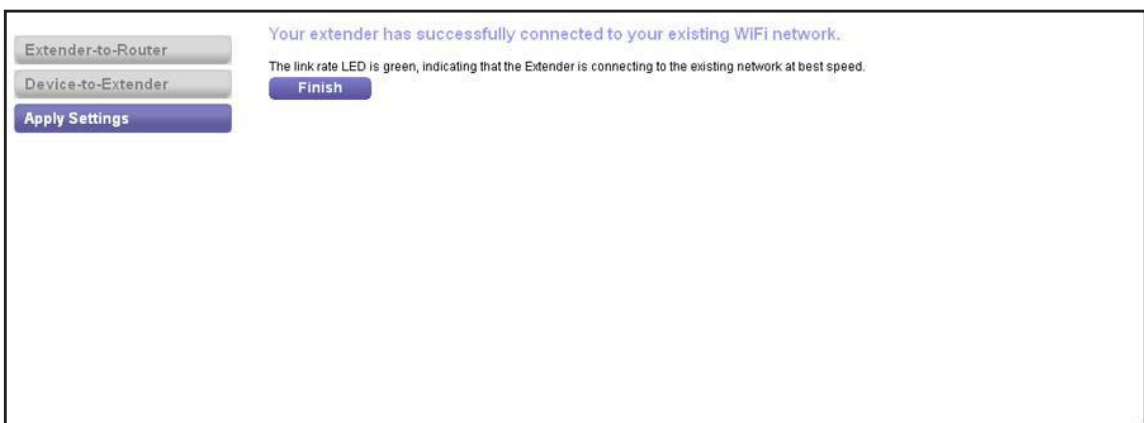 Extender-to-Router
Device-to-Extender
Apply Settings
Your extender has successfully connected to your existing WiFi network.
The link rate LED is green, indicating that the Extender is connecting to the existing network at best speed.
Finish